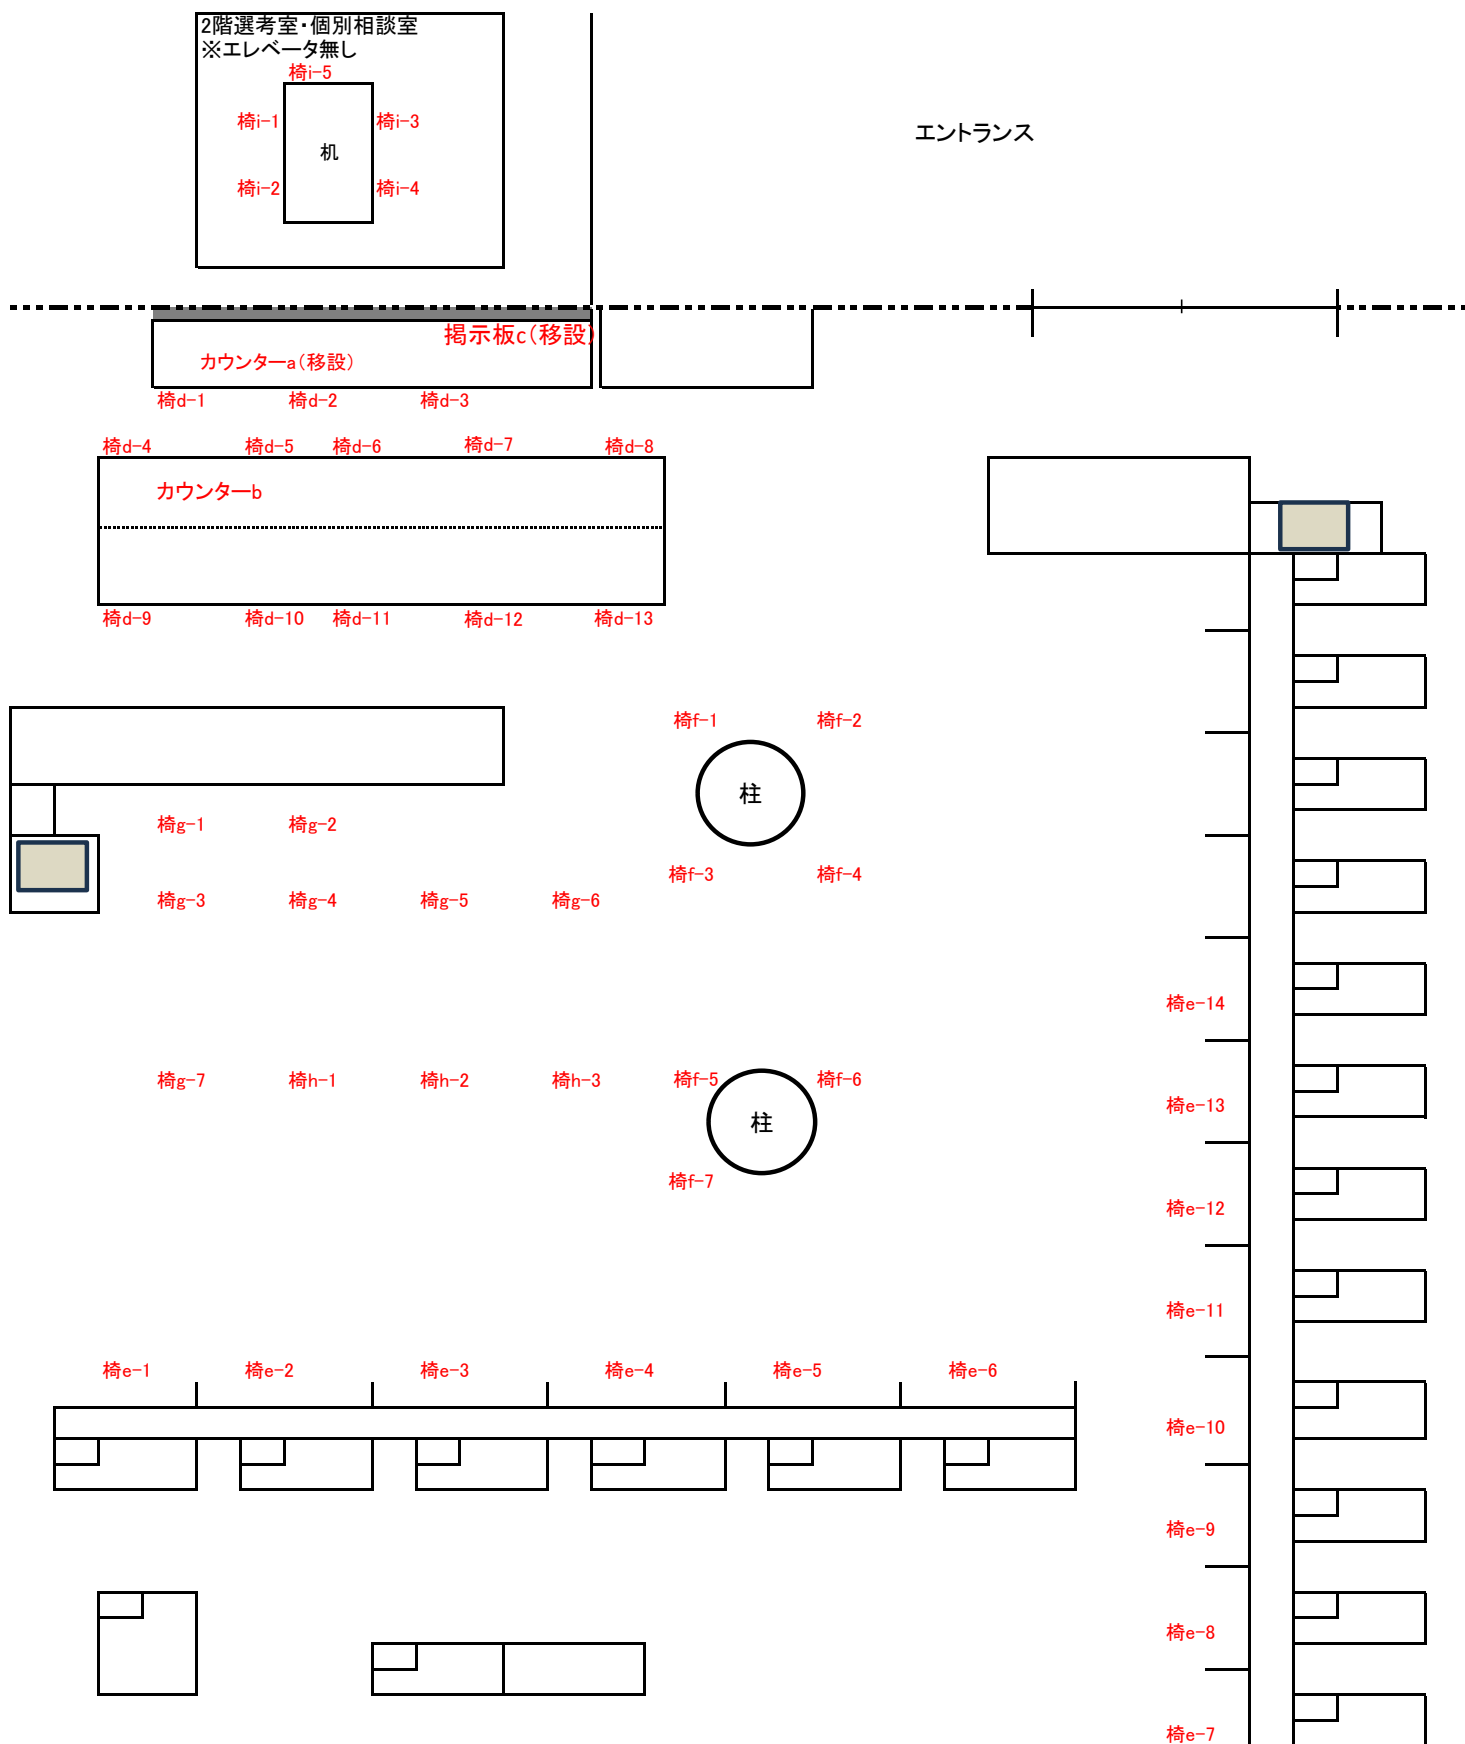 2階選考室・個別相談室
※エレベータ無し
椅i-5
椅i-1
椅i-3
机
椅i-2
椅i-4
エントランス
掲示板c（移設）
カウンターa（移設）
椅d-1
椅d-2
椅d-3
椅d-4
椅d-5
椅d-6
椅d-7
椅d-8
カウンターb
椅d-9
椅d-10
椅d-11
椅d-12
椅d-13
椅f-1
椅f-2
柱
椅g-1
椅g-2
椅f-3
椅f-4
椅g-3
椅g-4
椅g-5
椅g-6
椅e-14
椅g-7
椅h-1
椅h-2
椅h-3
椅f-5
椅f-6
椅e-13
柱
椅f-7
椅e-12
椅e-11
椅e-1
椅e-2
椅e-3
椅e-4
椅e-5
椅e-6
椅e-10
椅e-9
椅e-8
椅e-7